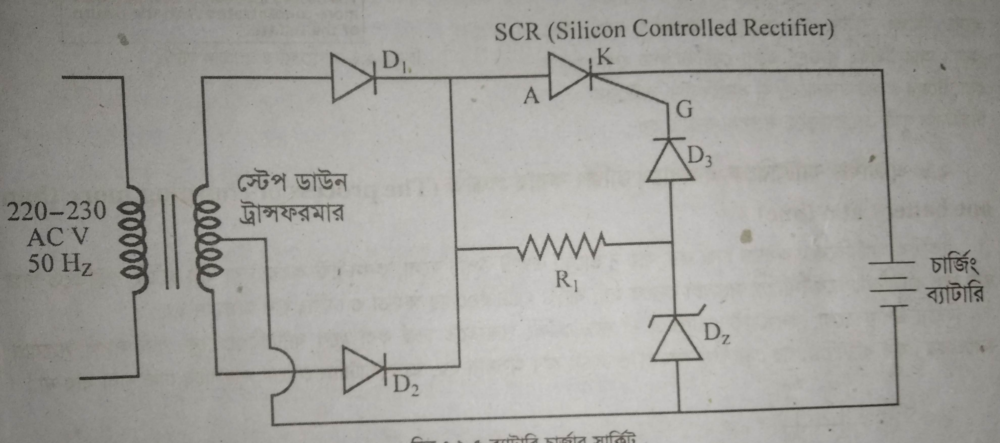 SCR (Silicon Controlled Rectifier)
D₁
K
A
G
D₃
স্টেপ ডাউন
ট্রান্সফরমার
220–230
AC V
50 Hz
R₁
চার্জিং
ব্যাটারি
D₂
Dz
ব্যাটারি চার্জার সার্কিট